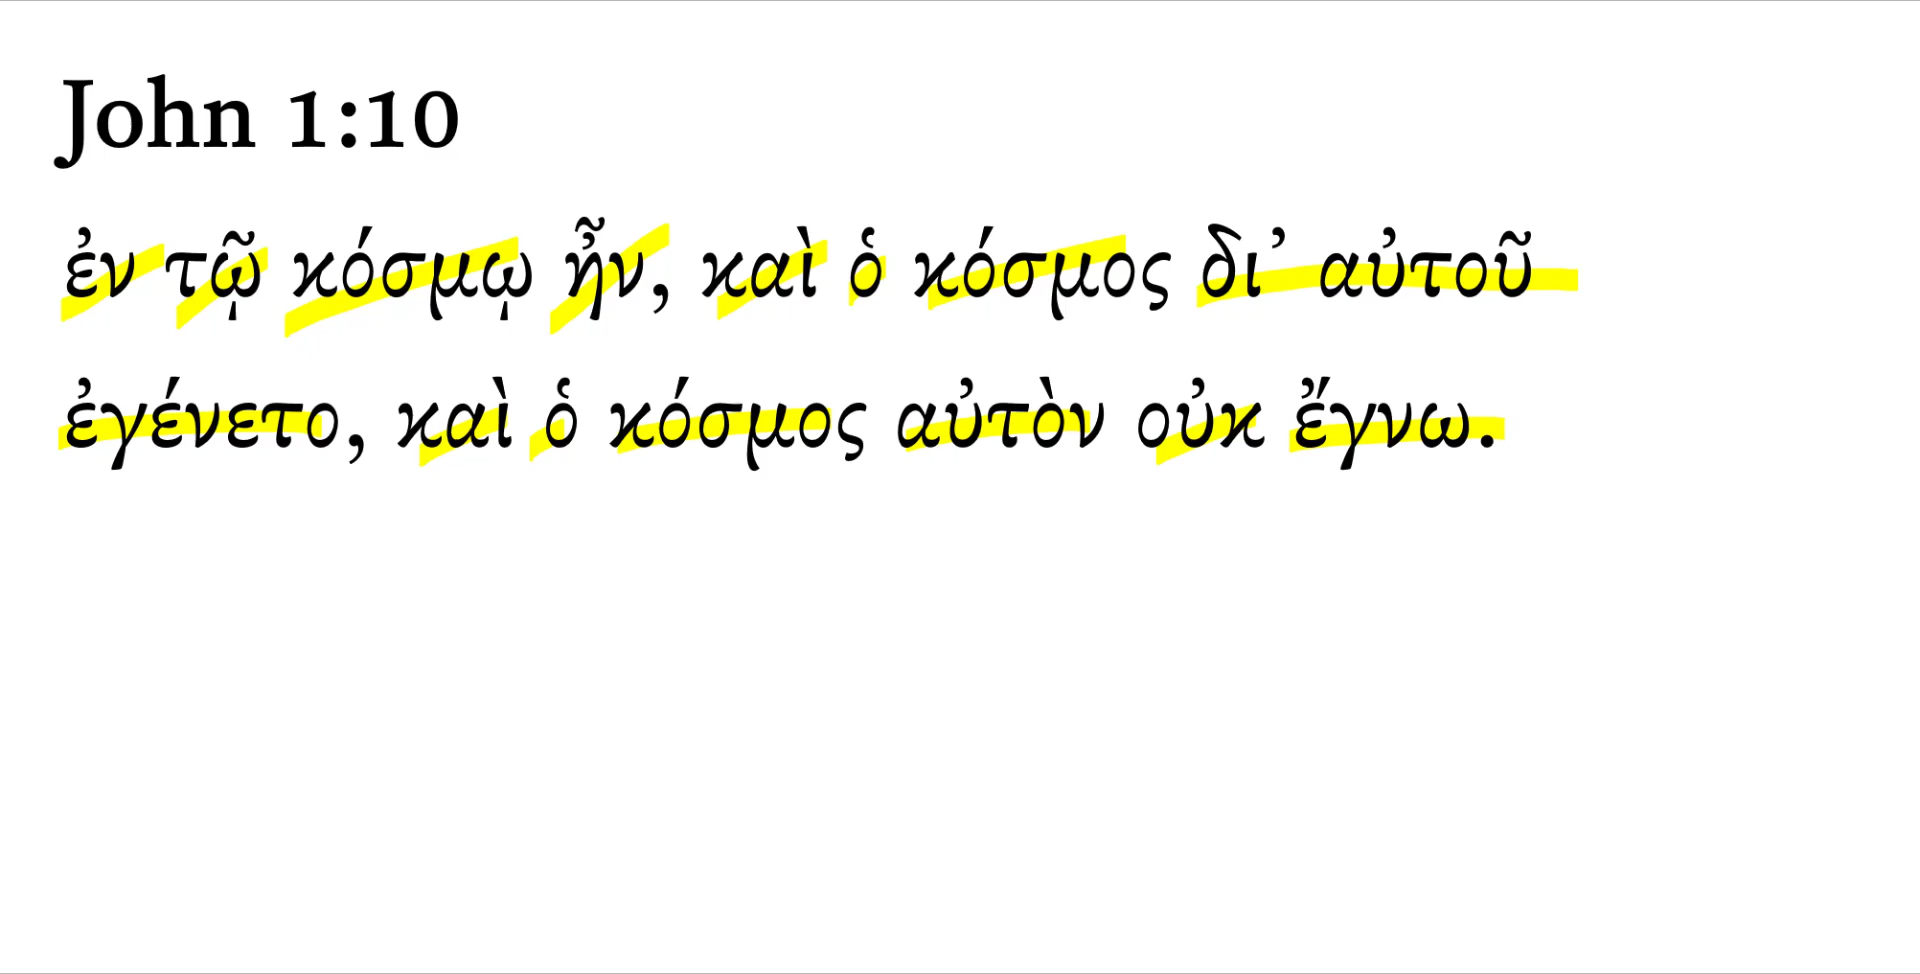 John 1:10
ἐν τῷ κόσμῳ ἦν, καὶ ὁ κόσμος δι᾽ αὐτοῦ
ἐγένετο, καὶ ὁ κόσμος αὐτὸν οὐκ ἔγνω.